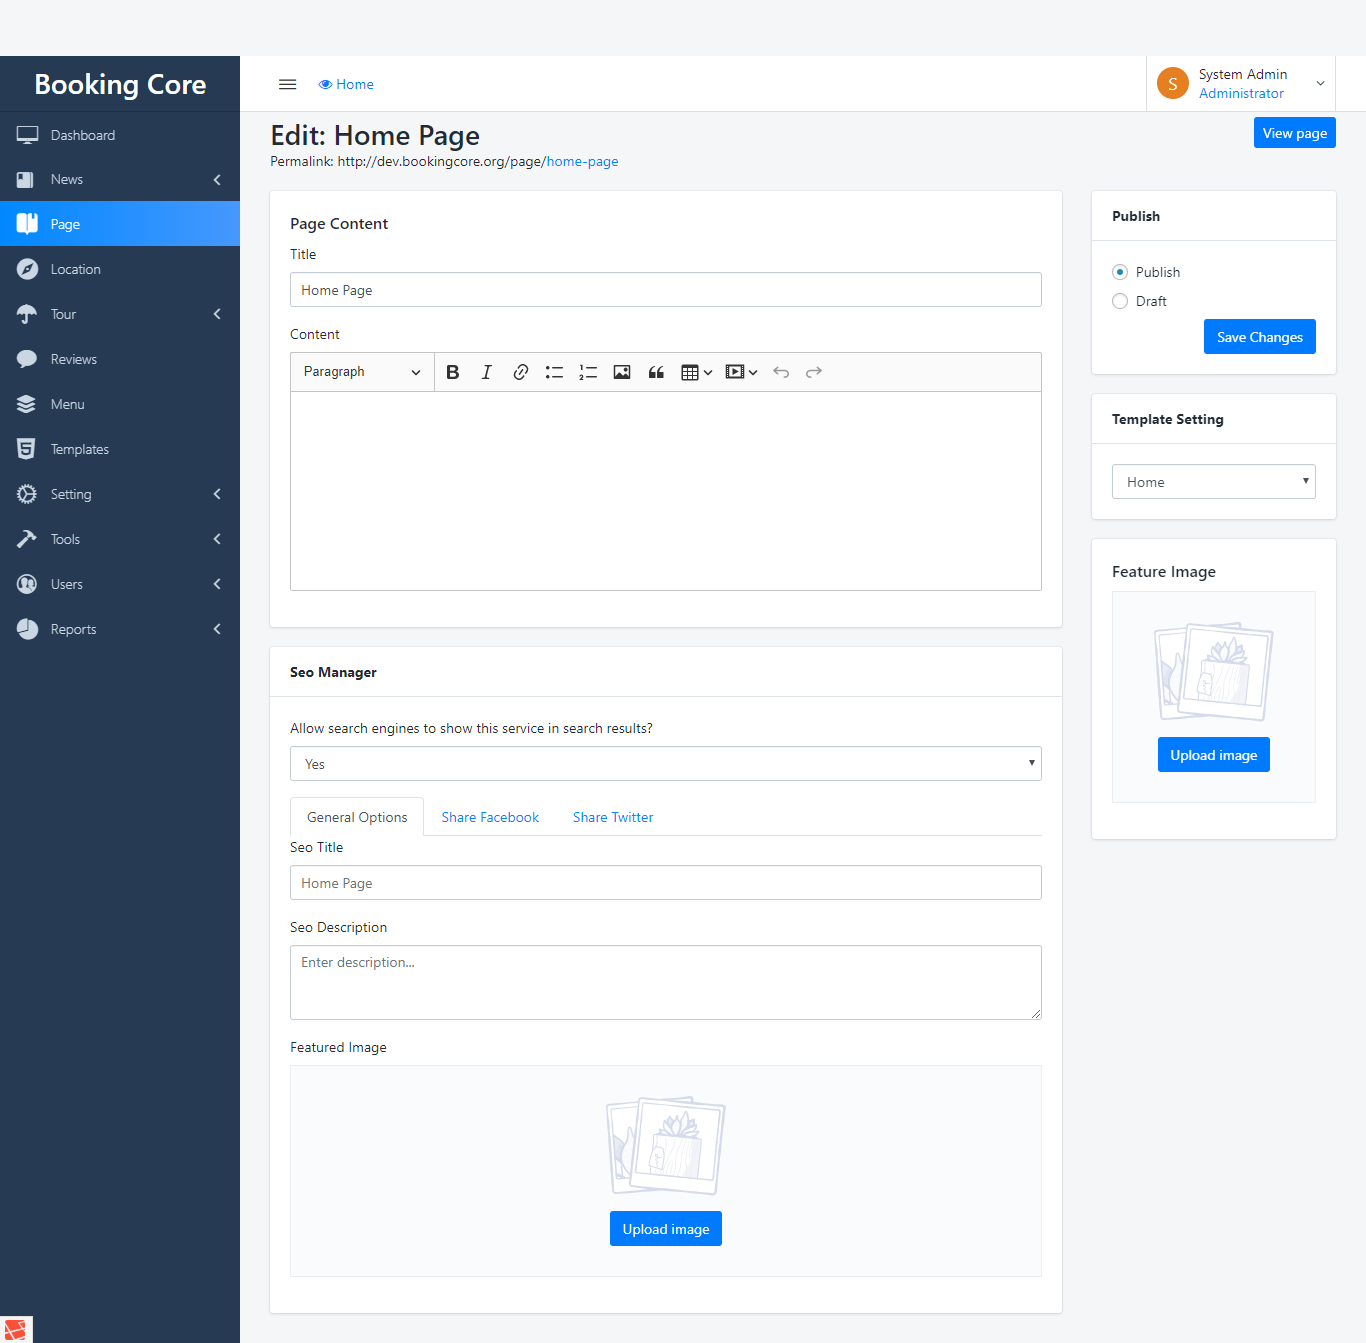 Booking Core
Home
System Admin
Administrator
Dashboard
News
Page
Location
Tour
Reviews
Menu
Templates
Setting
Tools
Users
Reports
Edit: Home Page
View page
Permalink: http://dev.bookingcore.org/page/home-page
Page Content
Title
Home Page
Content
Paragraph
Seo Manager
Allow search engines to show this service in search results?
Yes
General Options
Share Facebook
Share Twitter
Seo Title
Home Page
Seo Description
Enter description...
Featured Image
Upload image
Publish
Publish
Draft
Save Changes
Template Setting
Home
Feature Image
Upload image